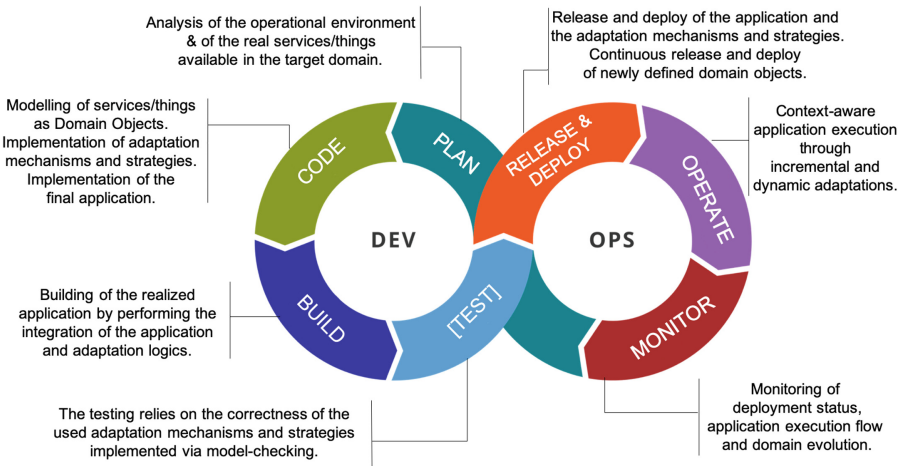 Analysis of the operational environment
& of the real services/things
available in the target domain.
Release and deploy of the application and
the adaptation mechanisms and strategies.
Continuous release and deploy
of newly defined domain objects.
Modelling of services/things
as Domain Objects.
Implementation of adaptation
mechanisms and strategies.
Implementation of the
final application.
Context-aware
application execution
through
incremental and
dynamic adaptations.
CODE
PLAN
RELEASE &
DEPLOY
OPERATE
DEV
OPS
BUILD
[TEST]
MONITOR
Building of the realized
application by performing the
integration of the application
and adaptation logics.
The testing relies on the correctness of the
used adaptation mechanisms and strategies
implemented via model-checking.
Monitoring of
deployment status,
application execution flow
and domain evolution.